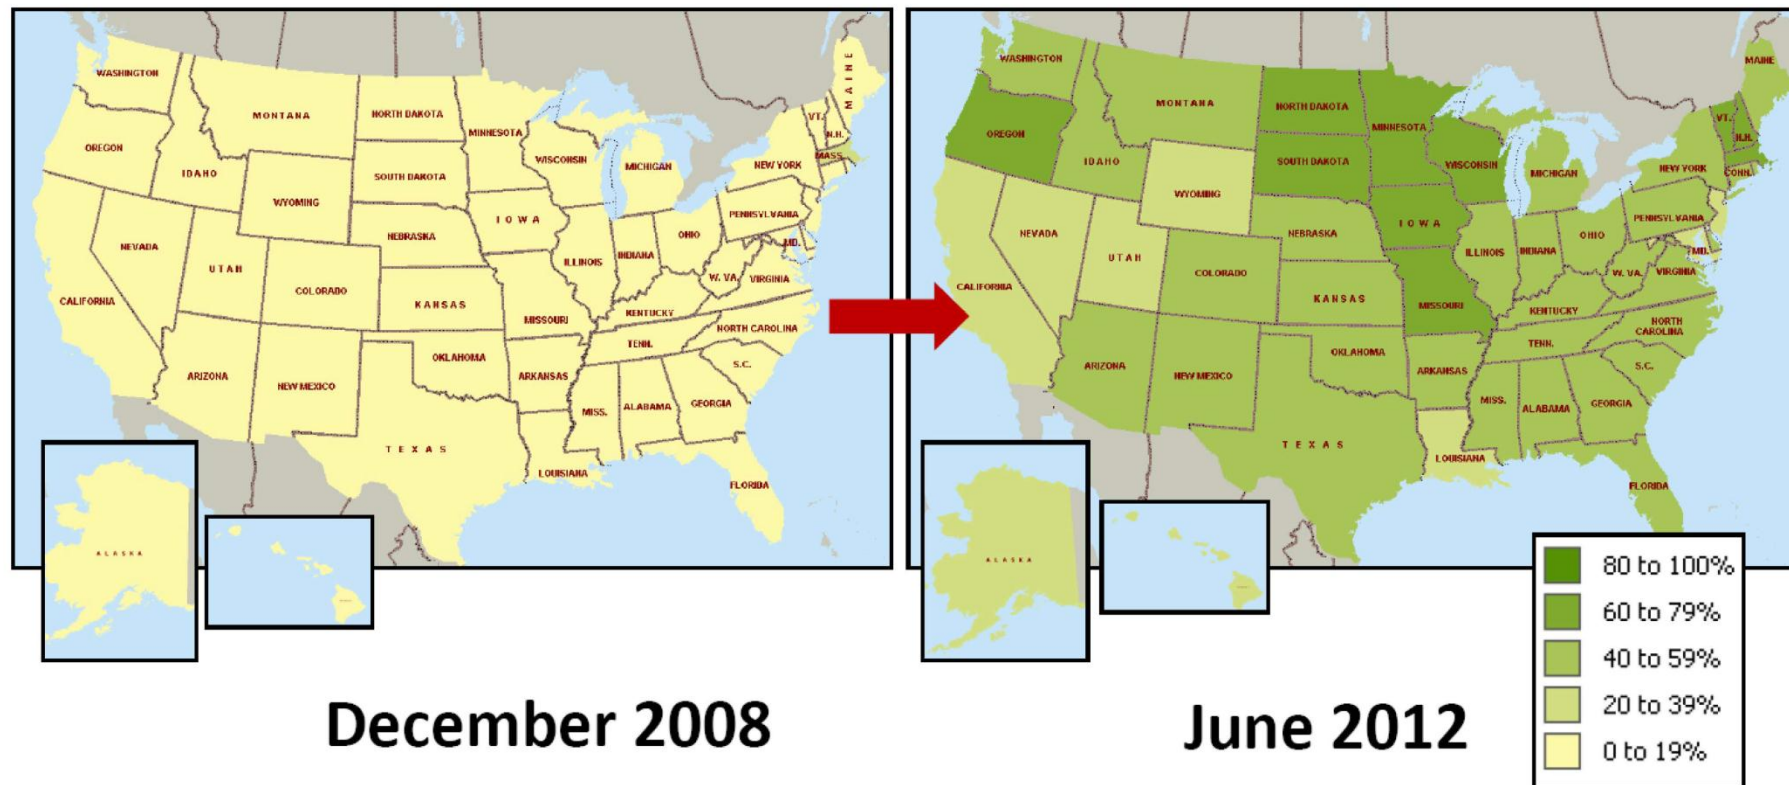 WASHINGTON
MONTANA
NORTH DAKOTA
MINNESOTA
MAINE
VT.
N.H.
MASS.
OREGON
IDAHO
WYOMING
SOUTH DAKOTA
WISCONSIN
MICHIGAN
NEW YORK
NEVADA
UTAH
COLORADO
NEBRASKA
IOWA
ILLINOIS
INDIANA
OHIO
PENNSYLVANIA
MD.
W. VA.
VIRGINIA
CALIFORNIA
KANSAS
MISSOURI
KENTUCKY
NORTH CAROLINA
TENN.
S.C.
ARIZONA
NEW MEXICO
OKLAHOMA
ARKANSAS
MISS.
ALABAMA
GEORGIA
TEXAS
LOUISIANA
FLORIDA
ALASKA
December 2008
WASHINGTON
MONTANA
NORTH DAKOTA
MINNESOTA
MAINE
VT.
N.H.
CONN.
OREGON
IDAHO
WYOMING
SOUTH DAKOTA
WISCONSIN
MICHIGAN
NEW YORK
NEVADA
UTAH
COLORADO
NEBRASKA
IOWA
ILLINOIS
INDIANA
OHIO
PENNSYLVANIA
MD.
W. VA.
VIRGINIA
CALIFORNIA
KANSAS
MISSOURI
KENTUCKY
NORTH
CAROLINA
TENN.
S.C.
ARIZONA
NEW MEXICO
OKLAHOMA
ARKANSAS
MISS.
ALABAMA
GEORGIA
TEXAS
LOUISIANA
FLORIDA
ALASKA
June 2012
80 to 100%
60 to 79%
40 to 59%
20 to 39%
0 to 19%